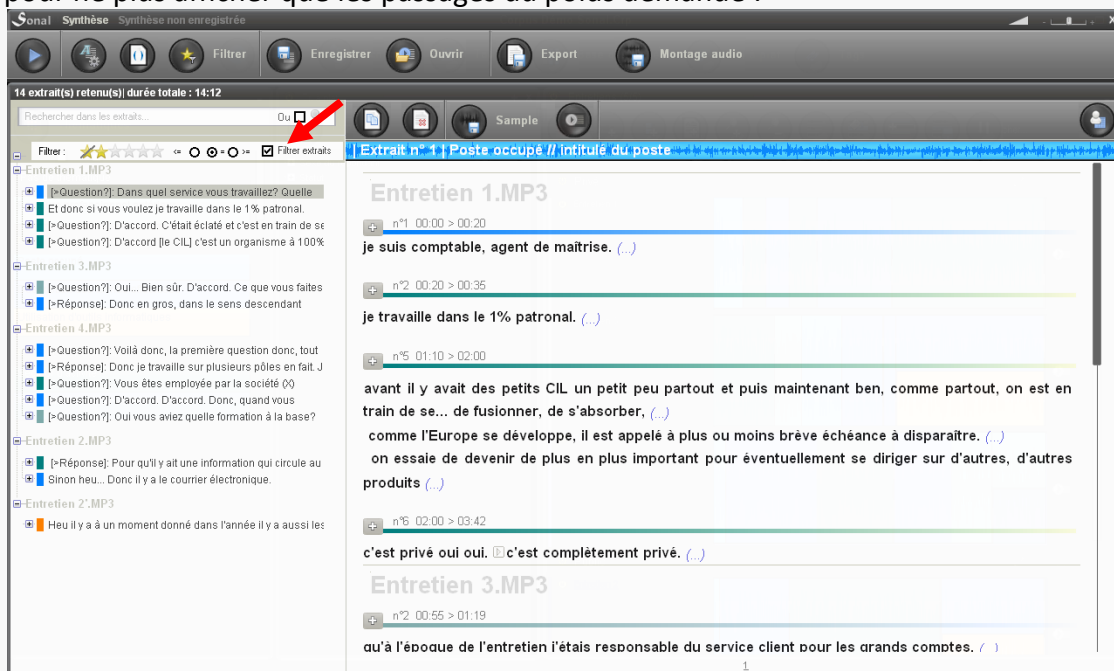 pour ne plus afficher que les passages du poids demandé :
Sonal Synthèse Synthèse non enregistrée
Filtrer Enregistrer Ouvrir Export Montage audio
14 extrait(s) retenu(s)| durée totale : 14:12
Rechercher dans les extraits... Ou
Sample
Filtrer : <= = >= Filtrer extraits
| Extrait n° 1 | Poste occupé // intitulé du poste
Entretien 1.MP3
[>Question?]: Dans quel service vous travaillez? Quelle
Et donc si vous voulez je travaille dans le 1% patronal.
[>Question?]: D'accord. C'était éclaté et c'est en train de se
[>Question?]: D'accord [le CIL] c'est un organisme à 100%
Entretien 3.MP3
[>Question?]: Oui... Bien sûr. D'accord. Ce que vous faites
[>Réponse]: Donc en gros, dans le sens descendant
Entretien 4.MP3
[>Question?]: Voilà donc, la première question donc, tout
[>Réponse]: Donc je travaille sur plusieurs pôles en fait. J
[>Question?]: Vous êtes employée par la société (X)
[>Question?]: D'accord. D'accord. Donc, quand vous
[>Question?]: Oui vous aviez quelle formation à la base?
Entretien 2.MP3
[>Réponse]: Pour qu'il y ait une information qui circule au
Sinon heu... Donc il y a le courrier électronique.
Entretien 2'.MP3
Heu il y a à un moment donné dans l'année il y a aussi les
Entretien 1.MP3
n°1 00:00 > 00:20
je suis comptable, agent de maîtrise. (...)
n°2 00:20 > 00:35
je travaille dans le 1% patronal. (...)
n°5 01:10 > 02:00
avant il y avait des petits CIL un petit peu partout et puis maintenant ben, comme partout, on est en
train de se... de fusionner, de s'absorber, (...)
comme l'Europe se développe, il est appelé à plus ou moins brève échéance à disparaître. (...)
on essaie de devenir de plus en plus important pour éventuellement se diriger sur d'autres, d'autres
produits (...)
n°6 02:00 > 03:42
c'est privé oui oui. c'est complètement privé. (...)
Entretien 3.MP3
n°2 00:55 > 01:19
qu'à l'époque de l'entretien j'étais responsable du service client pour les grands comptes. (...)
1